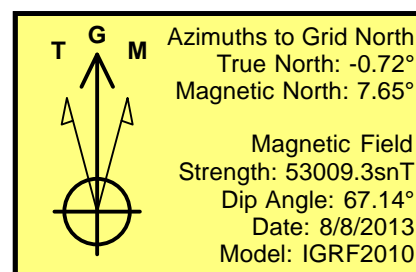 T G M
Azimuths to Grid North
True North: -0.72°
Magnetic North: 7.65°
Magnetic Field
Strength: 53009.3snT
Dip Angle: 67.14°
Date: 8/8/2013
Model: IGRF2010